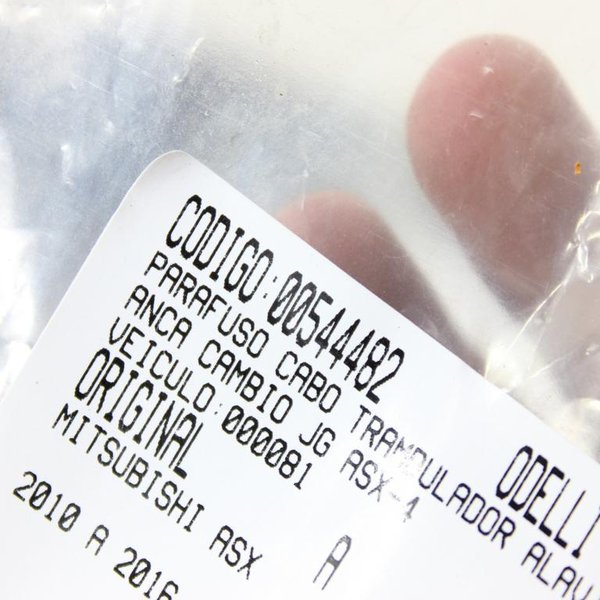 CODIGO:00544482 ODELLI
PARAFUSO CABO TRAMBULADOR ALAV
ANCA CAMBIO JG ASX-4
VEICULO:000081
ORIGINAL A
MITSUBISHI ASX
2010 A 2016